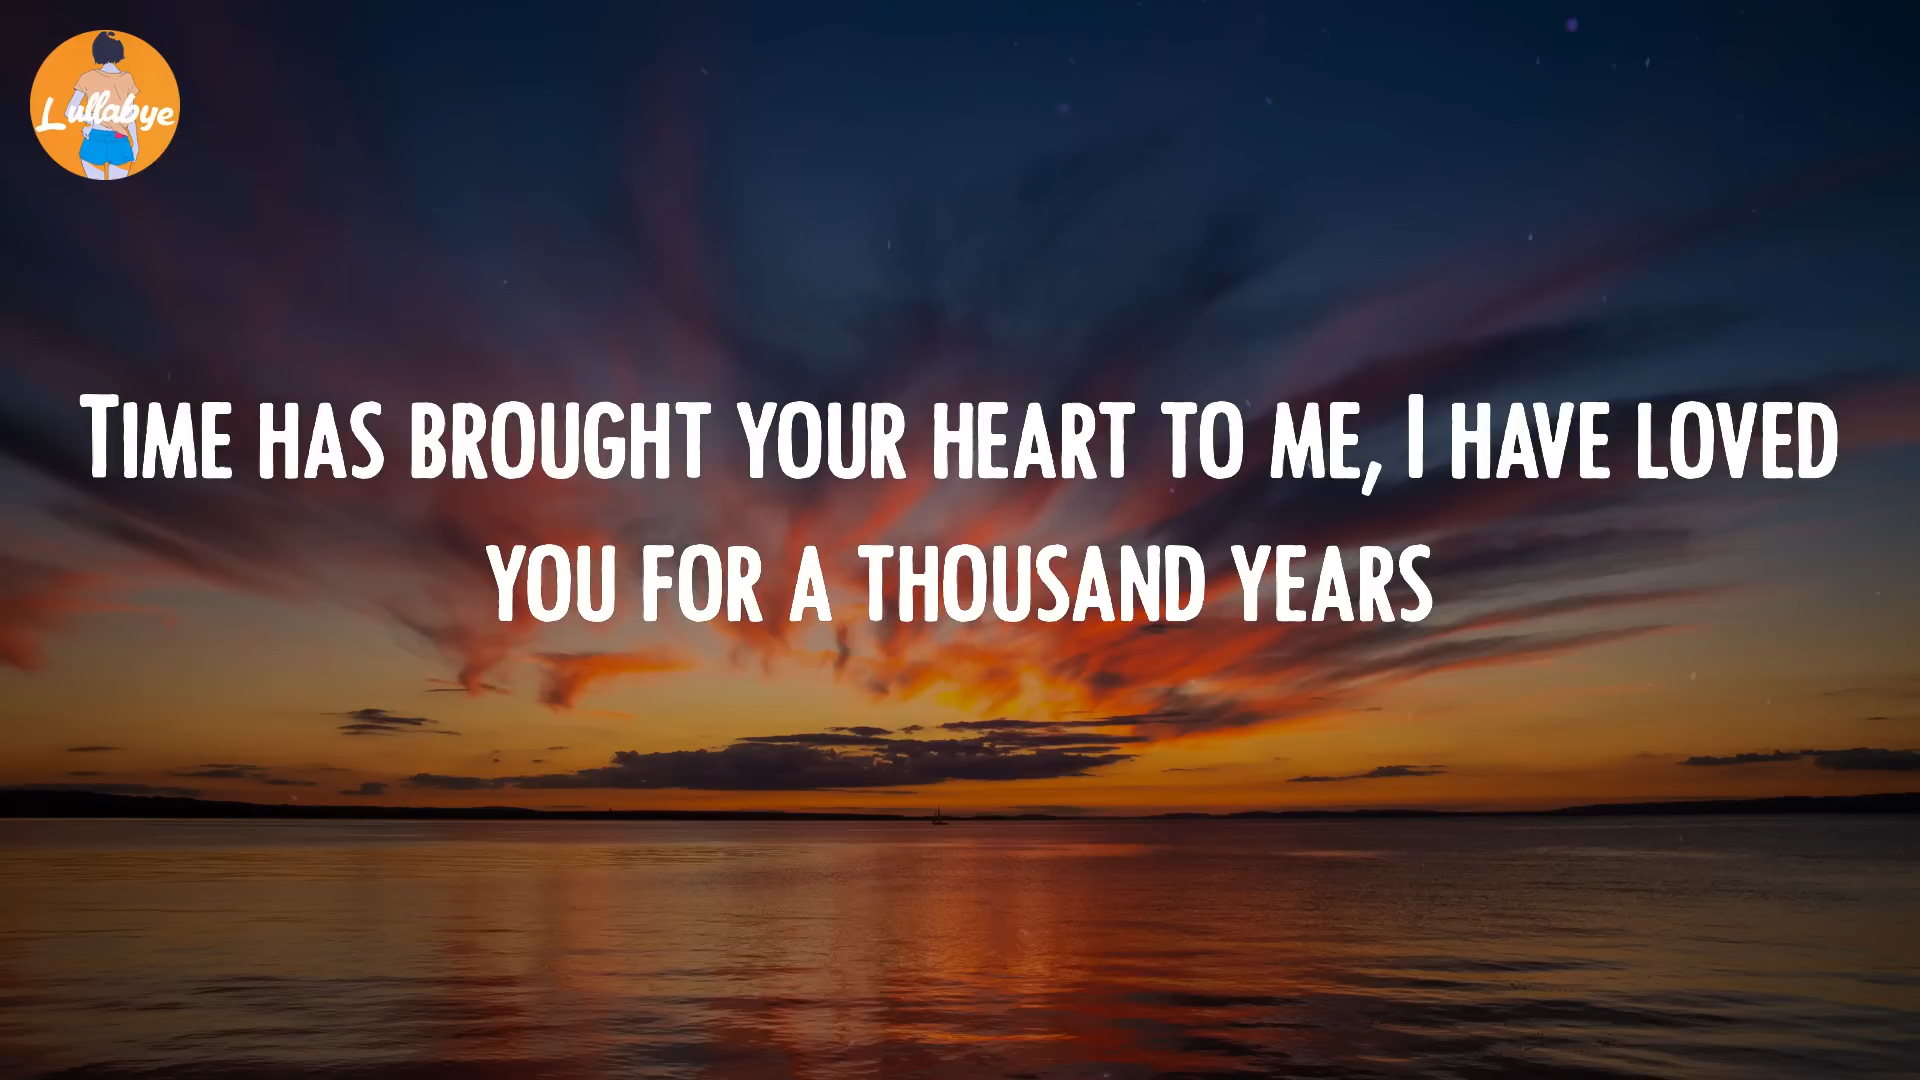 Lullabye
TIME HAS BROUGHT YOUR HEART TO ME, I HAVE LOVED
YOU FOR A THOUSAND YEARS